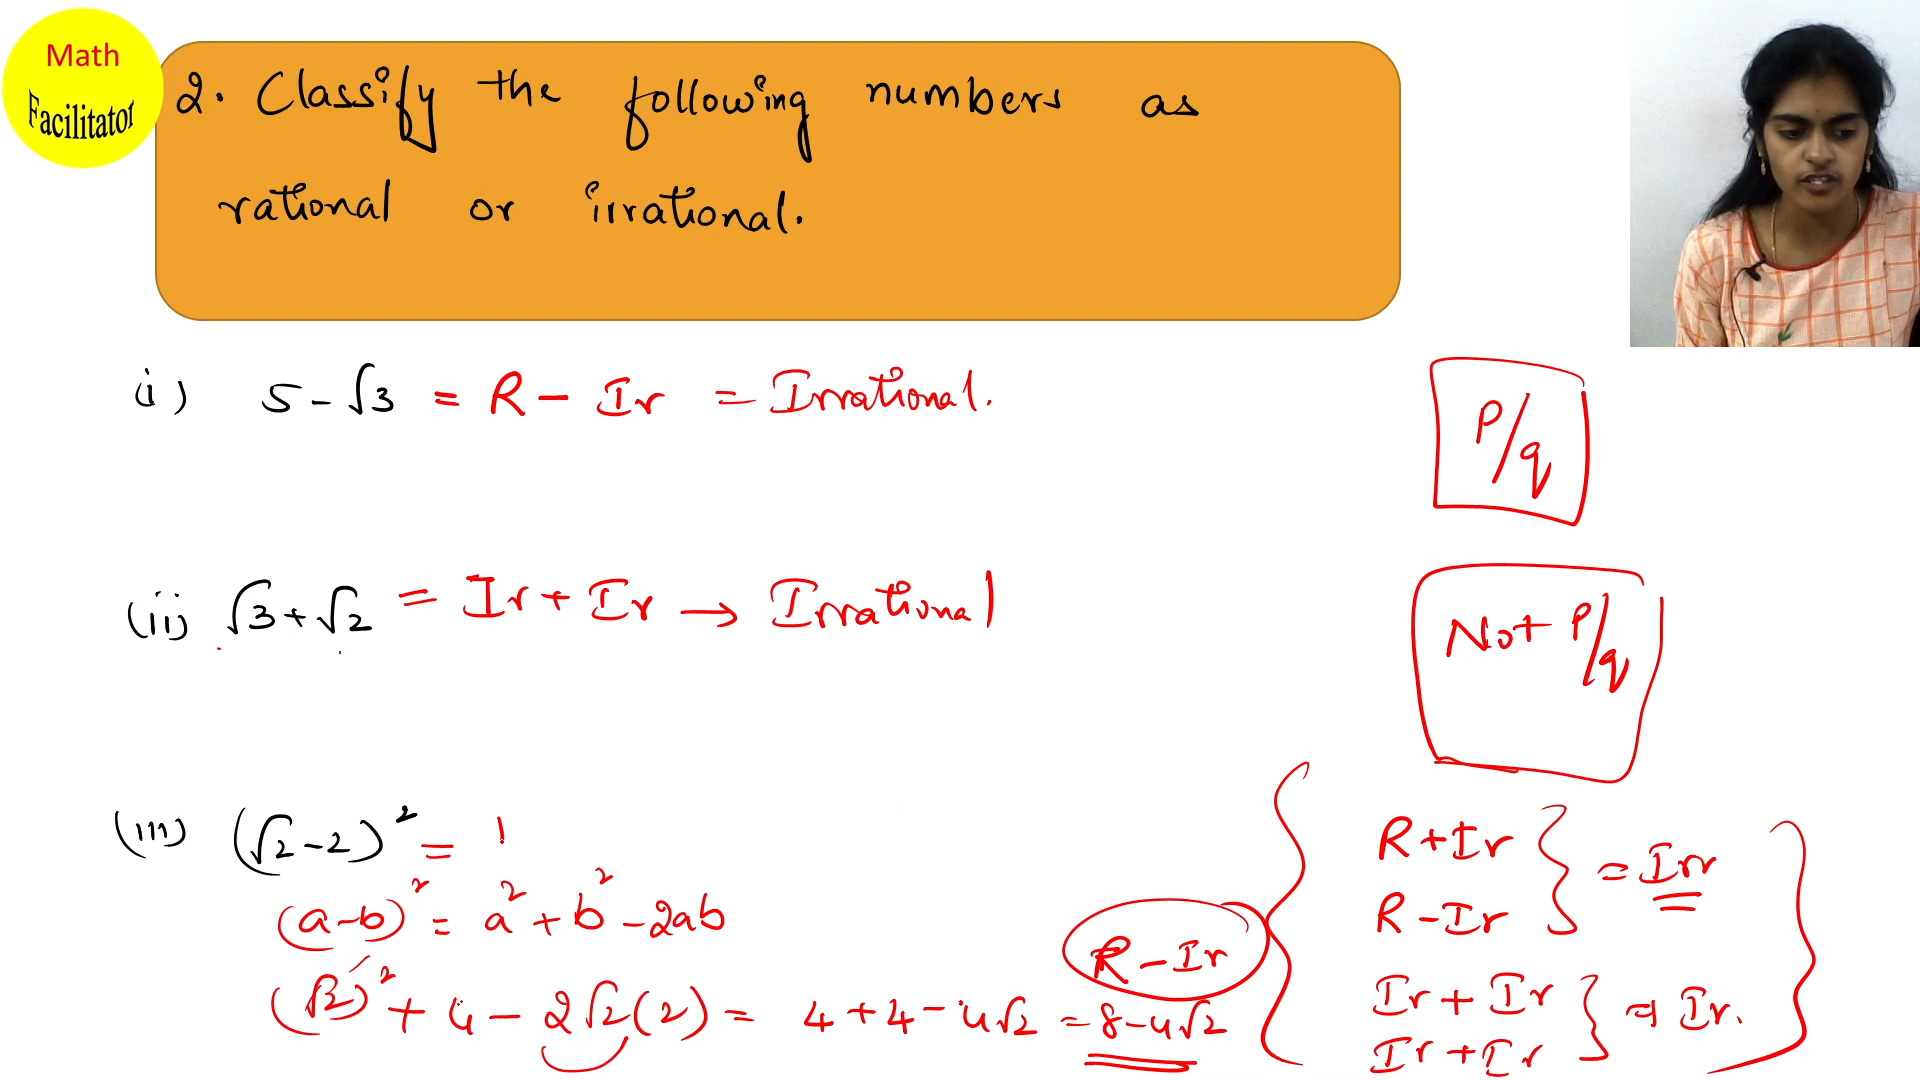 Math
Facilitator
2. Classify the following numbers as
rational or irrational.
(i) 5-√3 = R - Ir = Irrational.
P/q
(ii) √3+√2 = Ir + Ir → Irrational
Not P/q
(iii) (√2-2)² =
(a-b)² = a² + b² - 2ab
(√2)² + 4 - 2√2(2) = 4+4-4√2 = 8-4√2
R-Ir
R+Ir
R-Ir
= Irr
Ir + Ir
Ir + Ir
⇒ Ir.